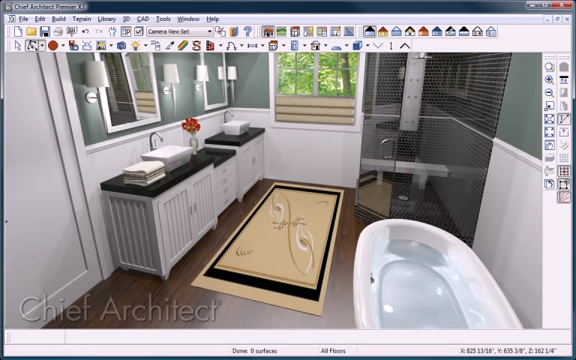 Chief Architect Premier X3
File Edit Build Terrain Library 3D CAD Tools Window Help
Camera View Set
Chief Architect
Done: 0 surfaces All Floors X: 825 13/16", Y: 635 3/8", Z: 162 1/4"